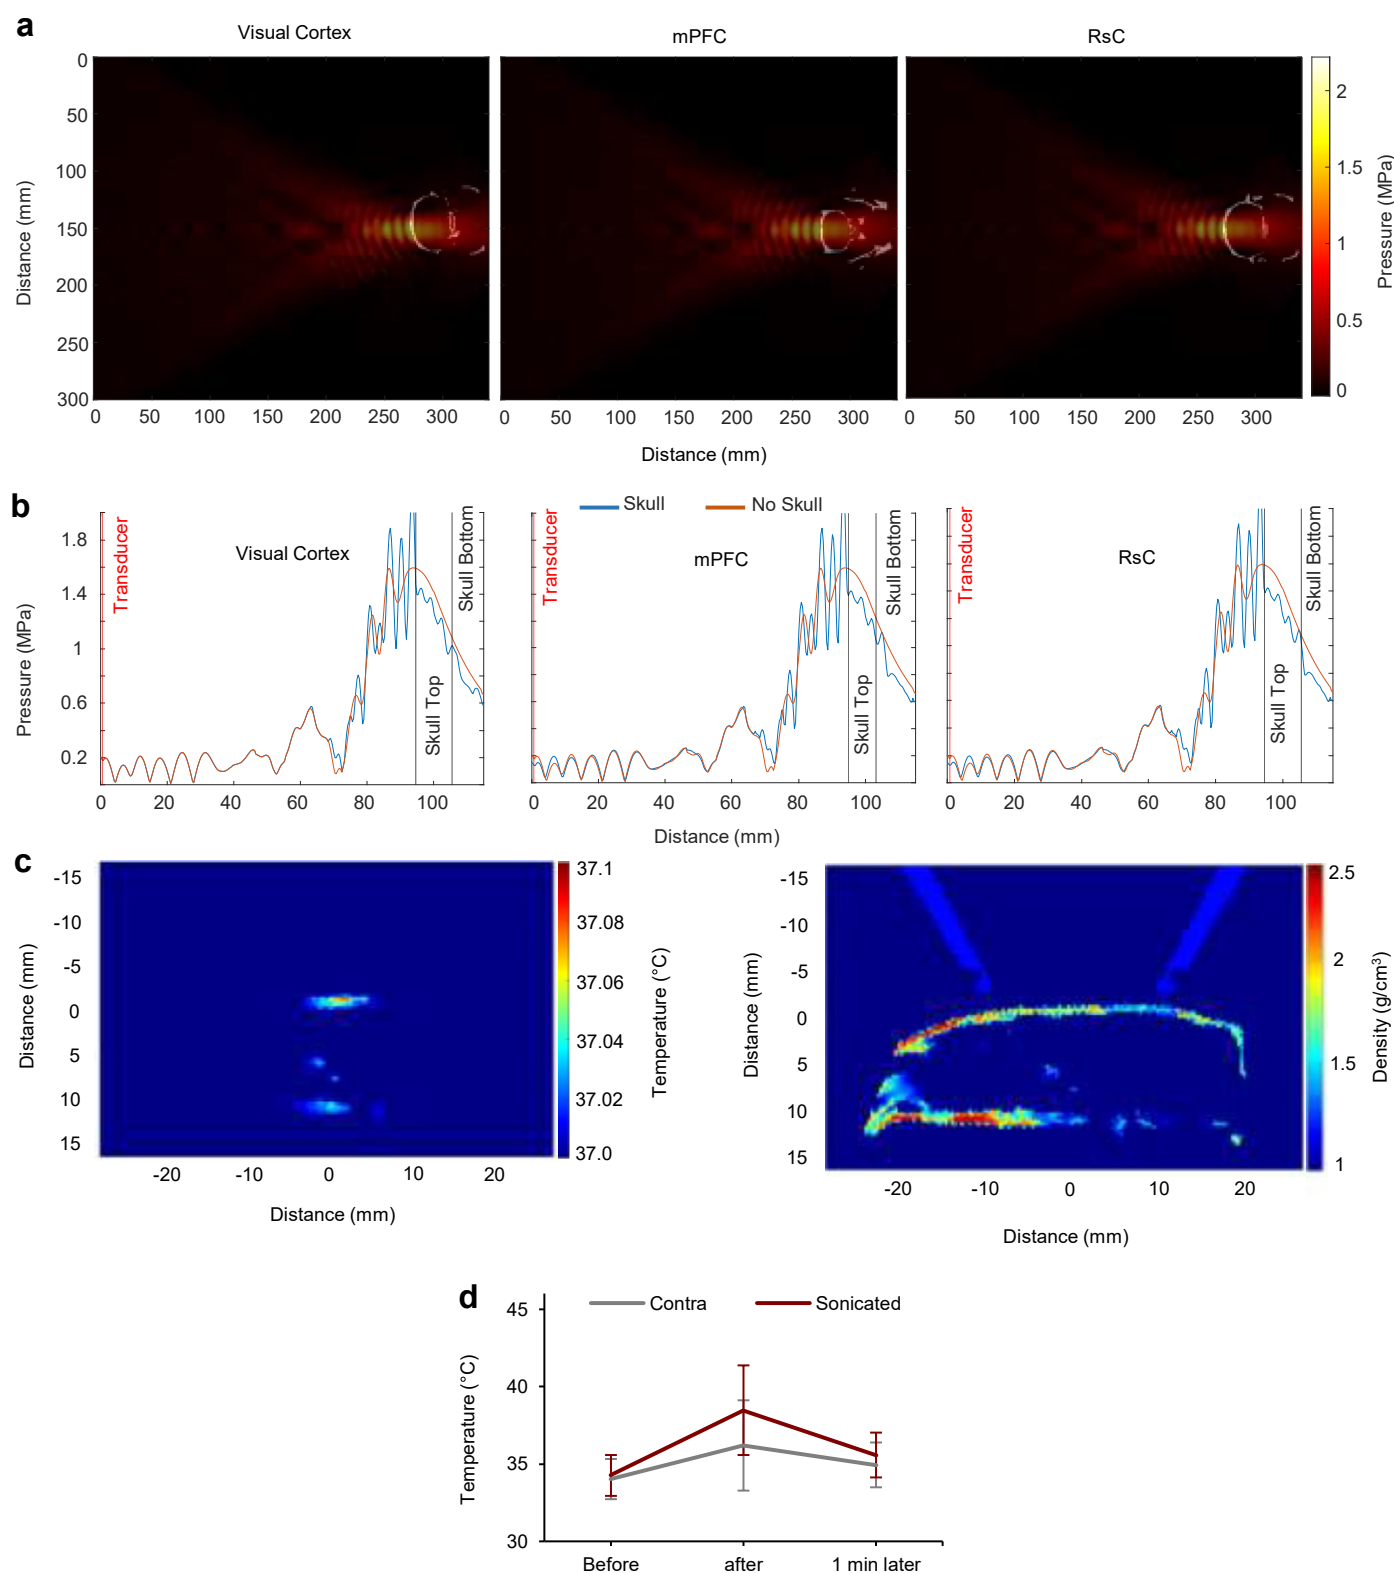 a
Visual Cortex
mPFC
RsC
0
50
100
150
200
250
300
Distance (mm)
0 50 100 150 200 250 300
0 50 100 150 200 250 300
0 50 100 150 200 250 300
Distance (mm)
2
1.5
1
0.5
0
Pressure (MPa)
b
Skull
No Skull
Transducer
Visual Cortex
Skull Top
Skull Bottom
Transducer
mPFC
Skull Top
Skull Bottom
Transducer
RsC
Skull Top
Skull Bottom
1.8
1.4
1
0.6
0.2
Pressure (MPa)
0 20 40 60 80 100
0 20 40 60 80 100
0 20 40 60 80 100
Distance (mm)
c
-15
-10
-5
0
5
10
15
Distance (mm)
-20 -10 0 10 20
Distance (mm)
37.1
37.08
37.06
37.04
37.02
37.0
Temperature (°C)
-15
-10
-5
0
5
10
15
Distance (mm)
-20 -10 0 10 20
Distance (mm)
2.5
2
1.5
1
Density (g/cm³)
d
Contra
Sonicated
45
40
35
30
Temperature (°C)
Before after 1 min later